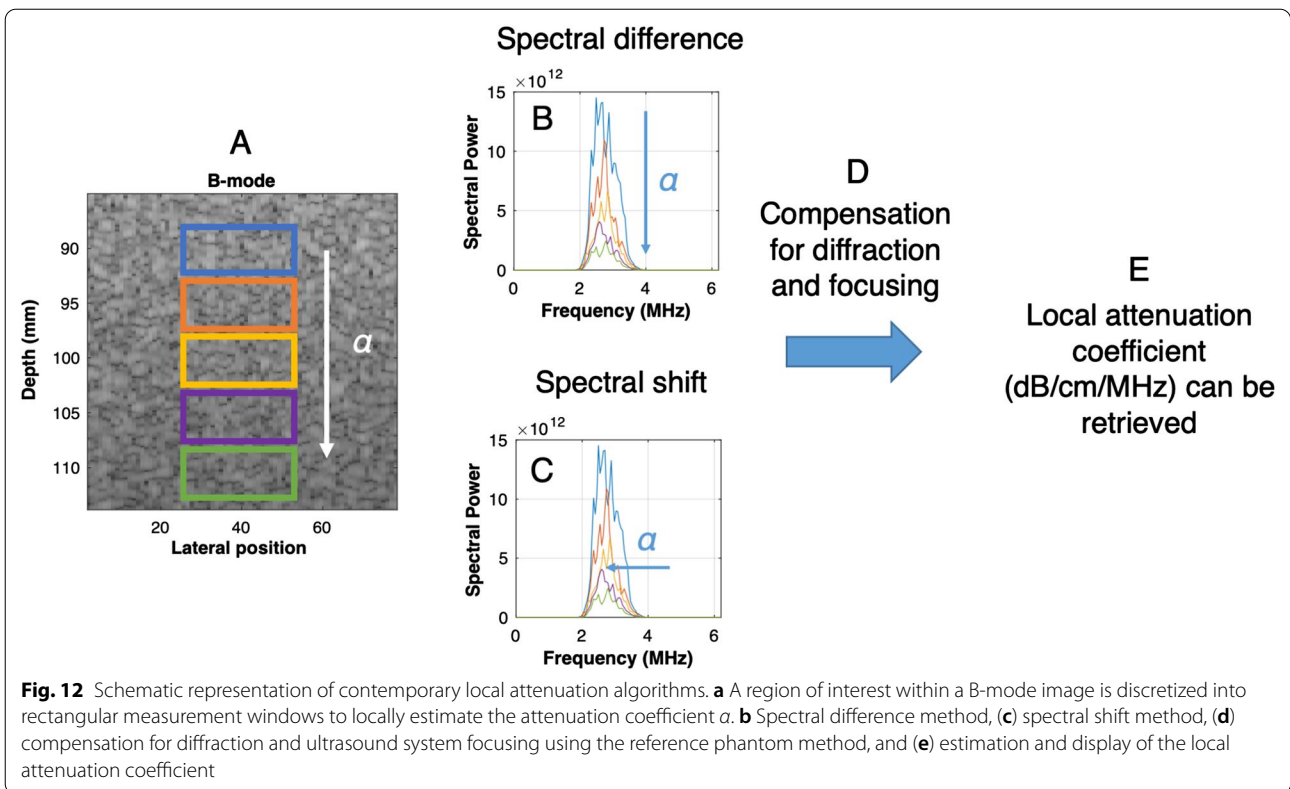 Spectral difference
A
B-mode
90
95
100
105
110
Depth (mm)
α
20 40 60
Lateral position
×10¹²
15
10
5
0
Spectral Power
B
α
0 2 4 6
Frequency (MHz)
Spectral shift
×10¹²
15
10
5
0
Spectral Power
C
α
0 2 4 6
Frequency (MHz)
D
Compensation
for diffraction
and focusing
E
Local attenuation
coefficient
(dB/cm/MHz) can be
retrieved
Fig. 12 Schematic representation of contemporary local attenuation algorithms. a A region of interest within a B-mode image is discretized into
rectangular measurement windows to locally estimate the attenuation coefficient α. b Spectral difference method, (c) spectral shift method, (d)
compensation for diffraction and ultrasound system focusing using the reference phantom method, and (e) estimation and display of the local
attenuation coefficient